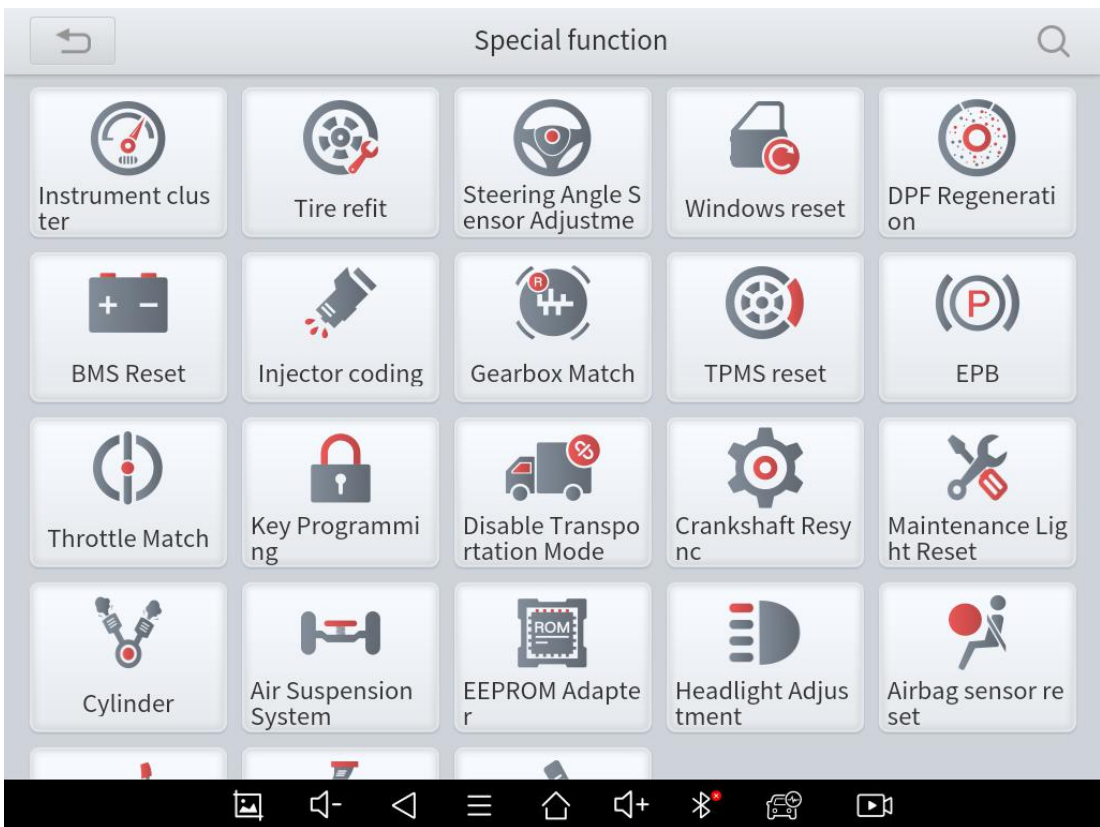 Special function
Instrument clus
ter
Tire refit
Steering Angle S
ensor Adjustme
Windows reset
DPF Regenerati
on
BMS Reset
Injector coding
R
Gearbox Match
TPMS reset
P
EPB
Throttle Match
Key Programmi
ng
Disable Transpo
rtation Mode
Crankshaft Resy
nc
Maintenance Lig
ht Reset
Cylinder
Air Suspension
System
ROM
EEPROM Adapte
r
Headlight Adjus
tment
Airbag sensor re
set